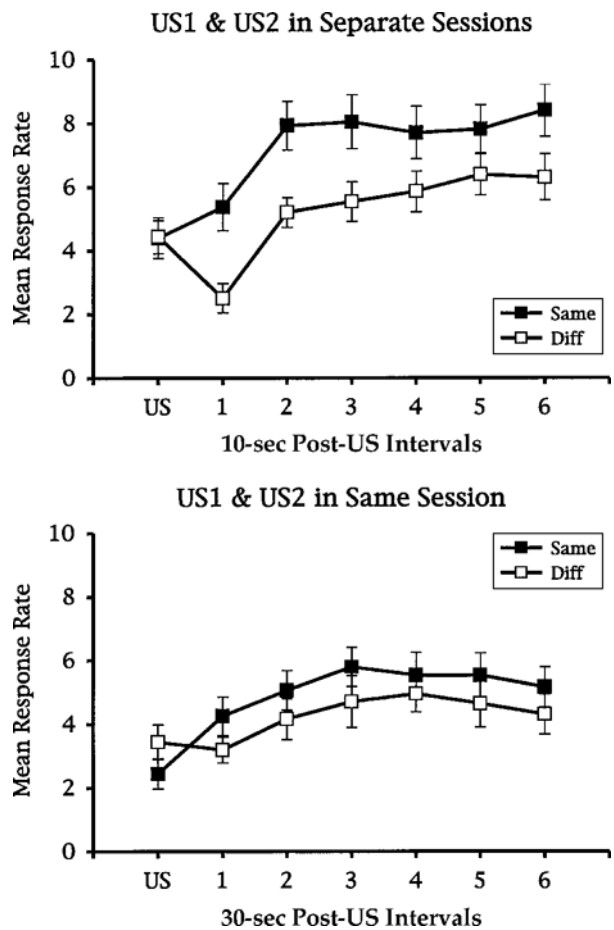 US1 & US2 in Separate Sessions
10
8
6
4
2
0
Mean Response Rate
Same
Diff
US 1 2 3 4 5 6
10-sec Post-US Intervals
US1 & US2 in Same Session
10
8
6
4
2
0
Mean Response Rate
Same
Diff
US 1 2 3 4 5 6
30-sec Post-US Intervals